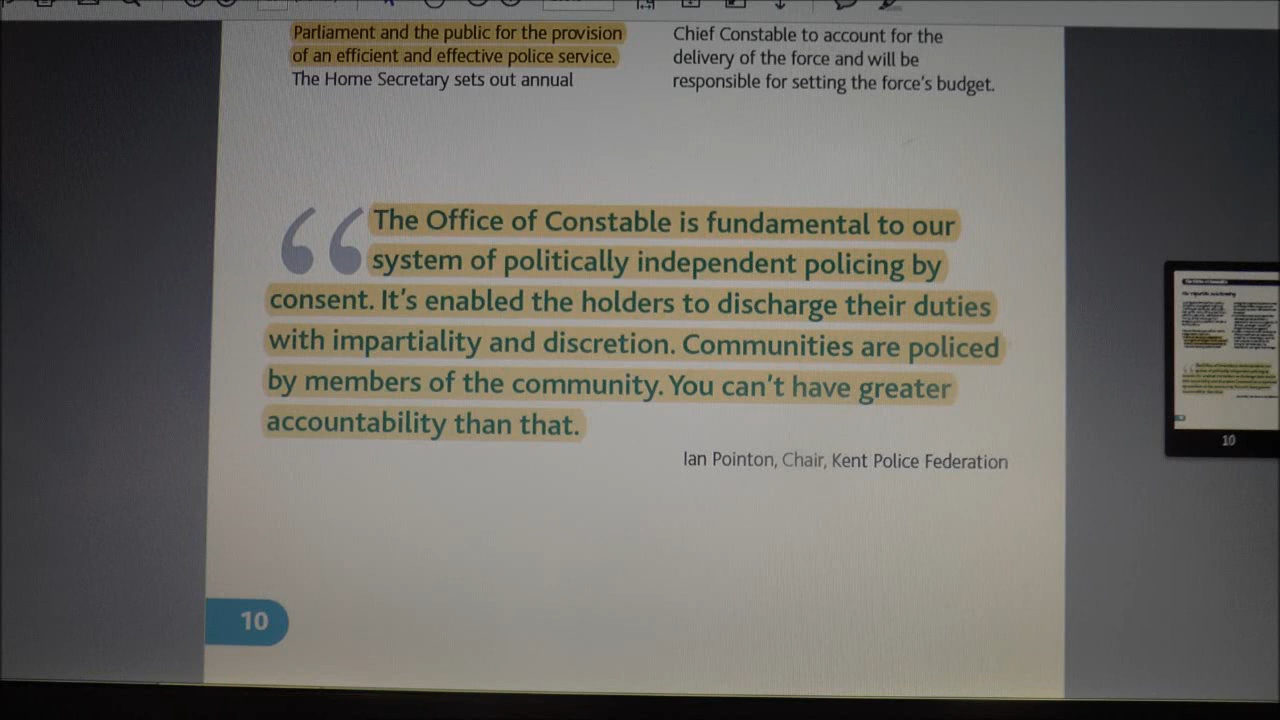 Parliament and the public for the provision
of an efficient and effective police service.
The Home Secretary sets out annual
Chief Constable to account for the
delivery of the force and will be
responsible for setting the force's budget.
“The Office of Constable is fundamental to our
system of politically independent policing by
consent. It's enabled the holders to discharge their duties
with impartiality and discretion. Communities are policed
by members of the community. You can't have greater
accountability than that.
Ian Pointon, Chair, Kent Police Federation
10
10